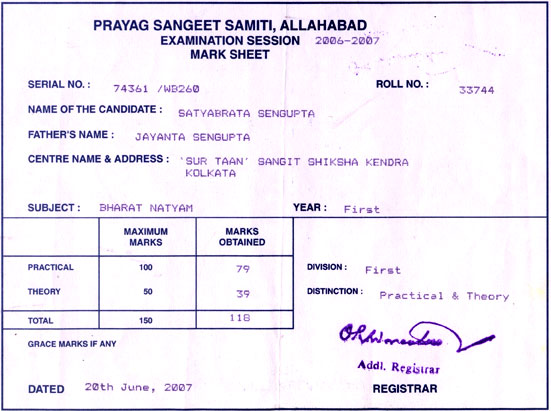 PRAYAG SANGEET SAMITI, ALLAHABAD
EXAMINATION SESSION 2006-2007
MARK SHEET
SERIAL NO. : 74361 /WB260 ROLL NO. : 33744
NAME OF THE CANDIDATE : SATYABRATA SENGUPTA
FATHER'S NAME : JAYANTA SENGUPTA
CENTRE NAME & ADDRESS : 'SUR TAAN' SANGIT SHIKSHA KENDRA
KOLKATA
SUBJECT : BHARAT NATYAM YEAR : First
MAXIMUM MARKS
MARKS OBTAINED
PRACTICAL 100 79 DIVISION : First
THEORY 50 39 DISTINCTION : Practical & Theory
TOTAL 150 118
GRACE MARKS IF ANY
Addl. Registrar
DATED 20th June, 2007 REGISTRAR